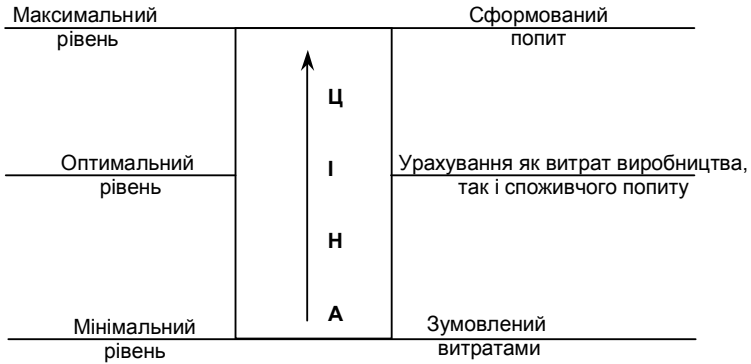 Максимальний
рівень
Сформований
попит
Ц
І
Н
А
Оптимальний
рівень
Урахування як витрат виробництва,
так і споживчого попиту
Мінімальний
рівень
Зумовлений
витратами